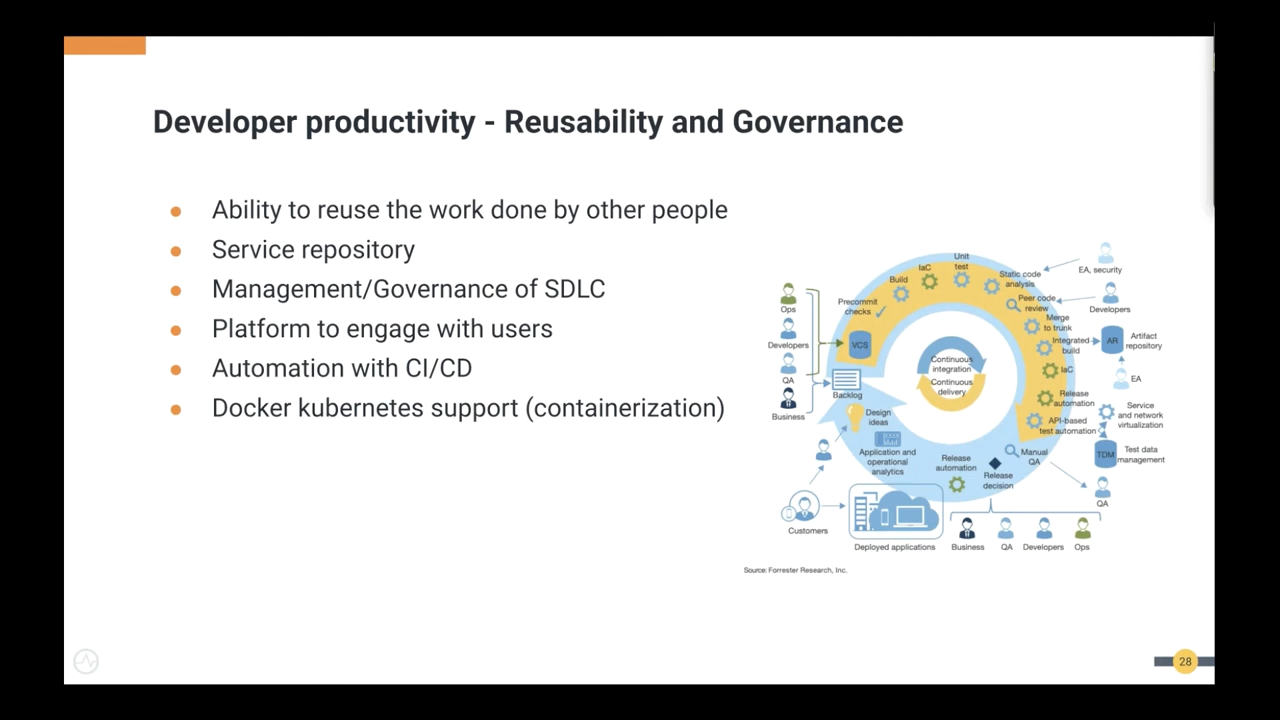 Developer productivity - Reusability and Governance
Ability to reuse the work done by other people
Service repository
Management/Governance of SDLC
Platform to engage with users
Automation with CI/CD
Docker kubernetes support (containerization)
Ops
Developers
QA
Business
Precommit
checks
Build
IaC
Unit
test
Static code
analysis
Peer code
review
Merge
to trunk
Integrated
build
IaC
Release
automation
API-based
test automation
Manual
QA
Release
decision
Release
automation
VCS
Backlog
Design
ideas
Application and
operational
analytics
Continuous
integration
Continuous
delivery
EA, security
Developers
AR
Artifact
repository
EA
Service
and network
virtualization
TDM
Test data
management
QA
Customers
Deployed applications
Business
QA
Developers
Ops
Source: Forrester Research, Inc.
28